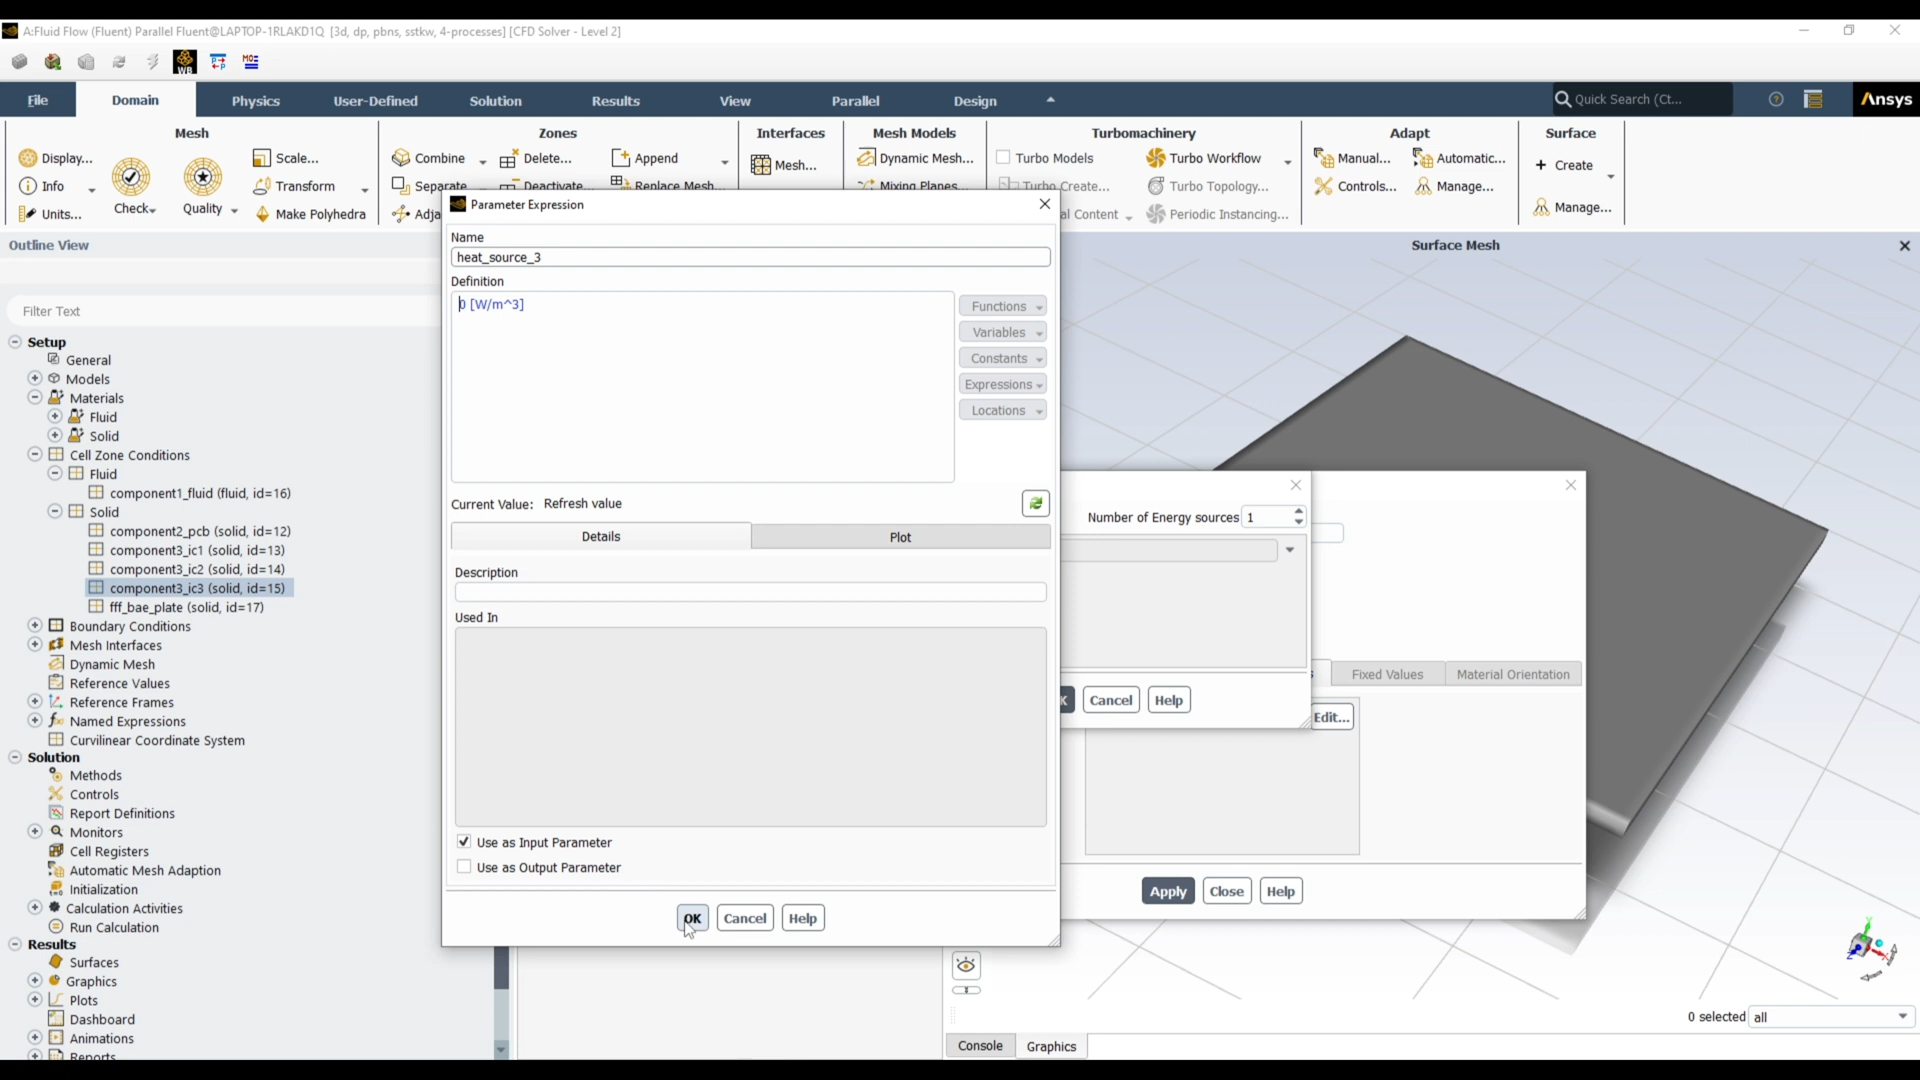 A:Fluid Flow (Fluent) Parallel Fluent@LAPTOP-1RLAKD1Q [3d, dp, pbns, sstkw, 4-processes] [CFD Solver - Level 2]
WB
File
Domain
Physics
User-Defined
Solution
Results
View
Parallel
Design
Quick Search (Ct...
Ansys
Mesh
Display...
Info
Units...
Check
Quality
Scale...
Transform
Make Polyhedra
Zones
Combine
Separate
Adja
Delete...
Deactivate...
Append
Replace Mesh...
Interfaces
Mesh...
Mesh Models
Dynamic Mesh...
Mixing Planes...
Turbomachinery
Turbo Models
Turbo Create...
al Content
Turbo Workflow
Turbo Topology...
Periodic Instancing...
Adapt
Manual...
Controls...
Automatic...
Manage...
Surface
+ Create
Manage...
Outline View
Filter Text
Setup
General
Models
Materials
Fluid
Solid
Cell Zone Conditions
Fluid
component1_fluid (fluid, id=16)
Solid
component2_pcb (solid, id=12)
component3_ic1 (solid, id=13)
component3_ic2 (solid, id=14)
component3_ic3 (solid, id=15)
fff_bae_plate (solid, id=17)
Boundary Conditions
Mesh Interfaces
Dynamic Mesh
Reference Values
Reference Frames
Named Expressions
Curvilinear Coordinate System
Solution
Methods
Controls
Report Definitions
Monitors
Cell Registers
Automatic Mesh Adaption
Initialization
Calculation Activities
Run Calculation
Results
Surfaces
Graphics
Plots
Dashboard
Animations
Reports
Parameter Expression
Name
heat_source_3
Definition
0 [W/m^3]
Functions
Variables
Constants
Expressions
Locations
Current Value: Refresh value
Details
Plot
Description
Used In
Use as Input Parameter
Use as Output Parameter
OK
Cancel
Help
Number of Energy sources 1
K
Cancel
Help
s
Fixed Values
Material Orientation
Edit...
Apply
Close
Help
Surface Mesh
0 selected all
Console
Graphics